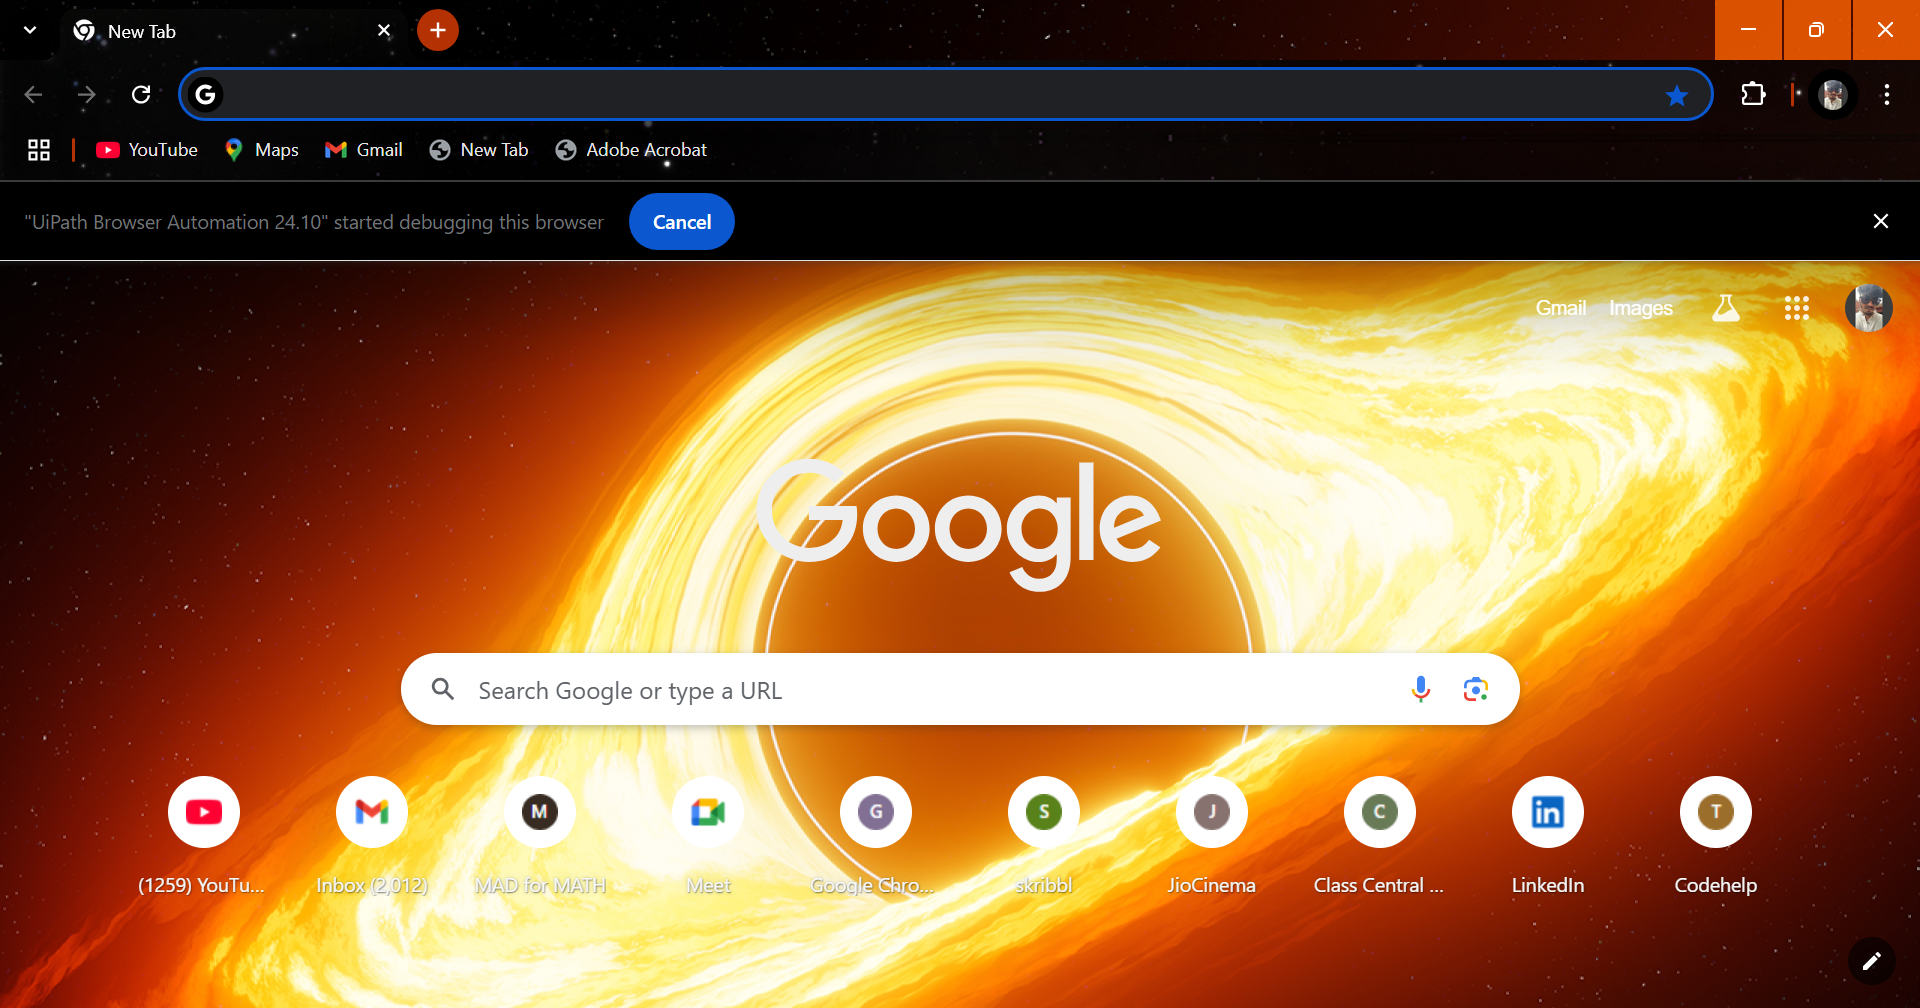 New Tab
YouTube Maps Gmail New Tab Adobe Acrobat
"UiPath Browser Automation 24.10" started debugging this browser Cancel
Gmail Images
Google
Search Google or type a URL
M G S J C in T
(1259) YouTu... Inbox (2,012) MAD for MATH Meet Google Chro... skribbl JioCinema Class Central ... LinkedIn Codehelp